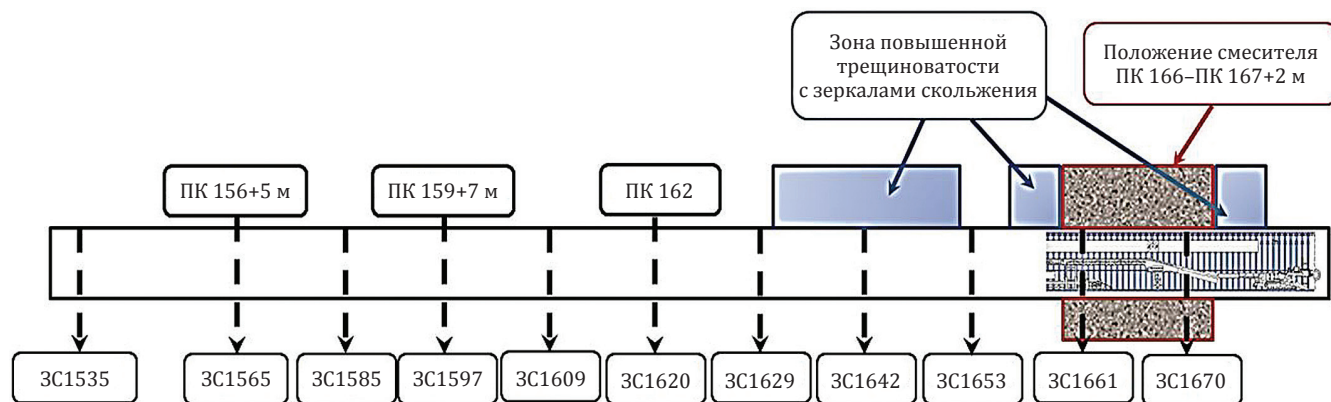 Зона повышенной
трещиноватости
с зеркалами скольжения
Положение смесителя
ПК 166–ПК 167+2 м
ПК 156+5 м
ПК 159+7 м
ПК 162
ЗС1535
ЗС1565
ЗС1585
ЗС1597
ЗС1609
ЗС1620
ЗС1629
ЗС1642
ЗС1653
ЗС1661
ЗС1670